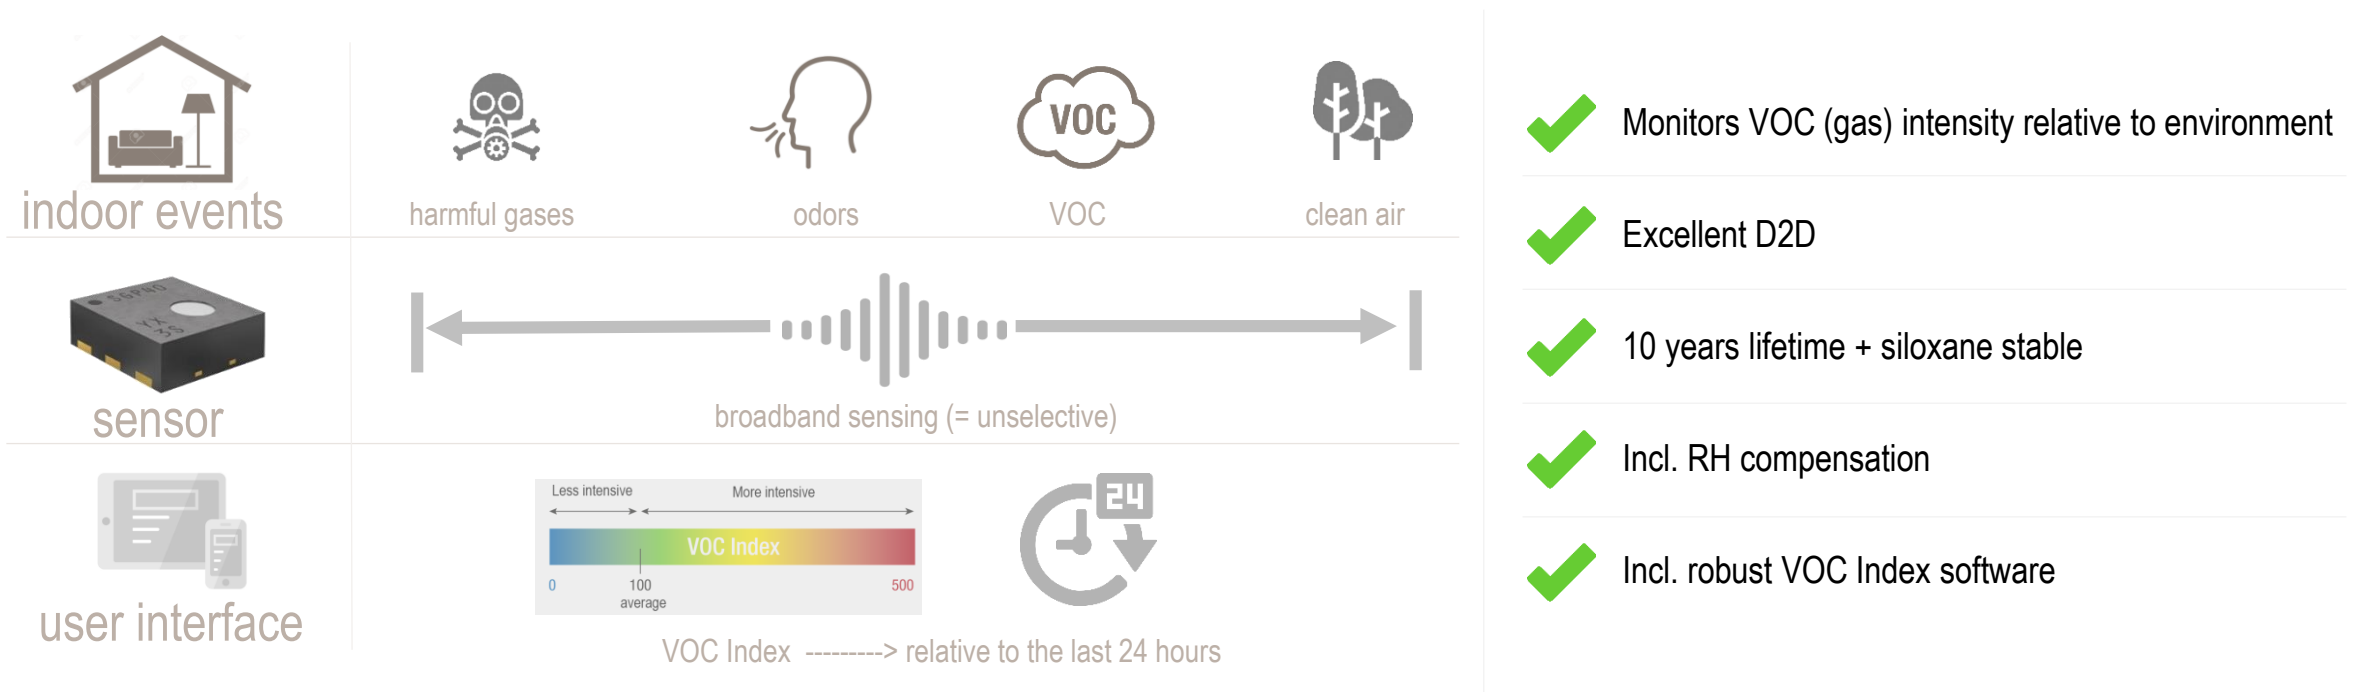 indoor events
harmful gases
odors
VOC
VOC
clean air
SGP40
sensor
broadband sensing (= unselective)
user interface
Less intensive
More intensive
VOC Index
0
100
500
average
24
VOC Index ---------> relative to the last 24 hours
Monitors VOC (gas) intensity relative to environment
Excellent D2D
10 years lifetime + siloxane stable
Incl. RH compensation
Incl. robust VOC Index software